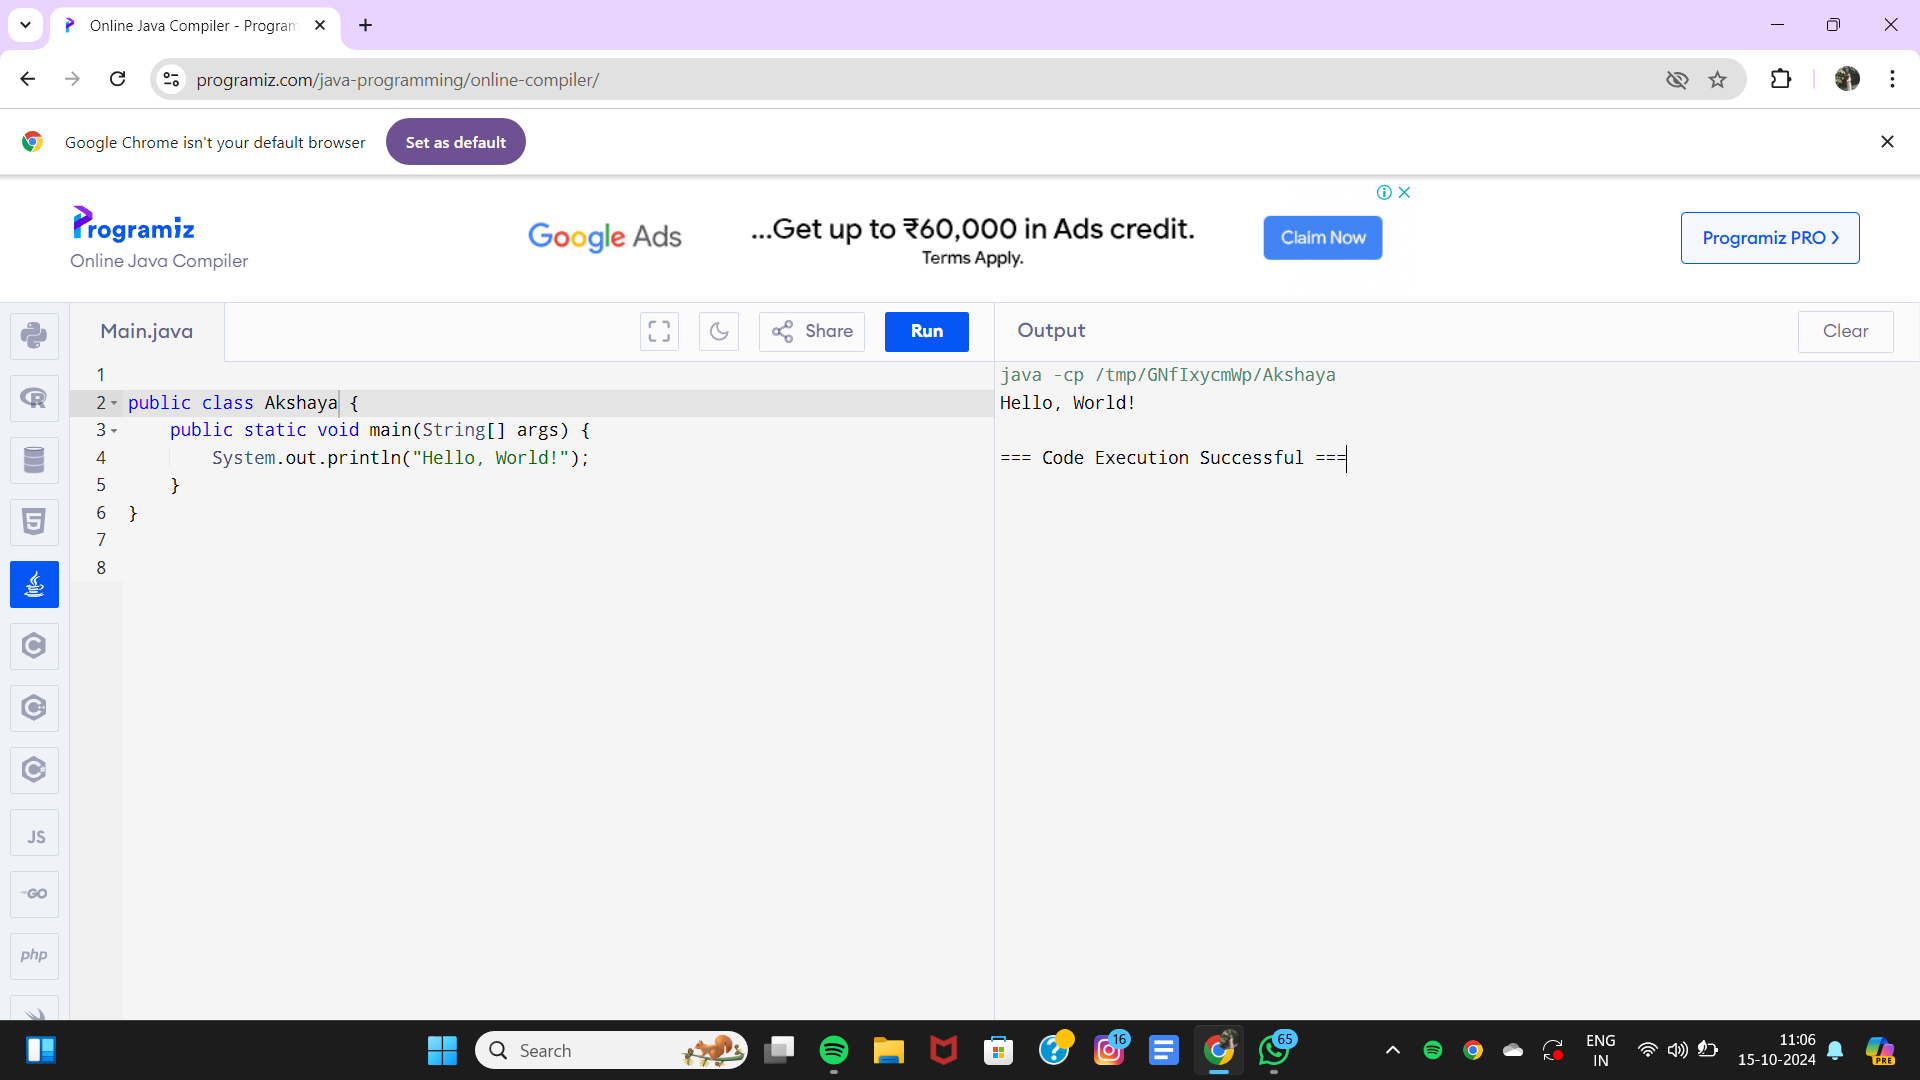 Online Java Compiler - Program
programiz.com/java-programming/online-compiler/
Google Chrome isn't your default browser
Set as default
Programiz
Online Java Compiler
Google Ads
...Get up to ₹60,000 in Ads credit.
Terms Apply.
Claim Now
Programiz PRO >
Main.java
Share
Run
Output
Clear
1
2 public class Akshaya {
3 public static void main(String[] args) {
4 System.out.println("Hello, World!");
5 }
6 }
7
8
java -cp /tmp/GNfIxycmWp/Akshaya
Hello, World!
=== Code Execution Successful ===
R
5
C
C
C
JS
GO
php
Search
16
65
ENG
IN
11:06
15-10-2024
PRE